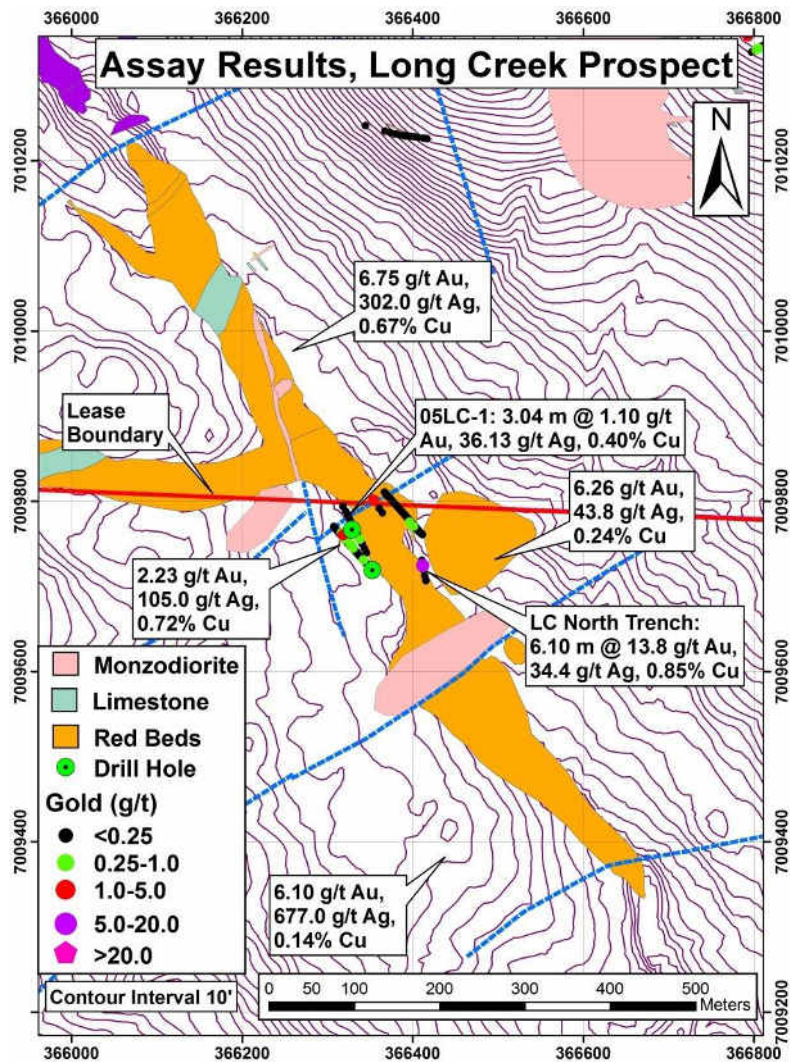 366000 366200 366400 366600 366800
Assay Results, Long Creek Prospect
N
7010200
7010200
6.75 g/t Au,
302.0 g/t Ag,
0.67% Cu
7010000
7010000
Lease
Boundary
05LC-1: 3.04 m @ 1.10 g/t
Au, 36.13 g/t Ag, 0.40% Cu
6.26 g/t Au,
43.8 g/t Ag,
0.24% Cu
7009800
7009800
2.23 g/t Au,
105.0 g/t Ag,
0.72% Cu
LC North Trench:
6.10 m @ 13.8 g/t Au,
34.4 g/t Ag, 0.85% Cu
7009600
7009600
Monzodiorite
Limestone
Red Beds
Drill Hole
Gold (g/t)
<0.25
0.25-1.0
1.0-5.0
5.0-20.0
>20.0
7009400
7009400
6.10 g/t Au,
677.0 g/t Ag,
0.14% Cu
Contour Interval 10'
0 50 100 200 300 400 500
Meters
7009200
7009200
366000 366200 366400 366600 366800